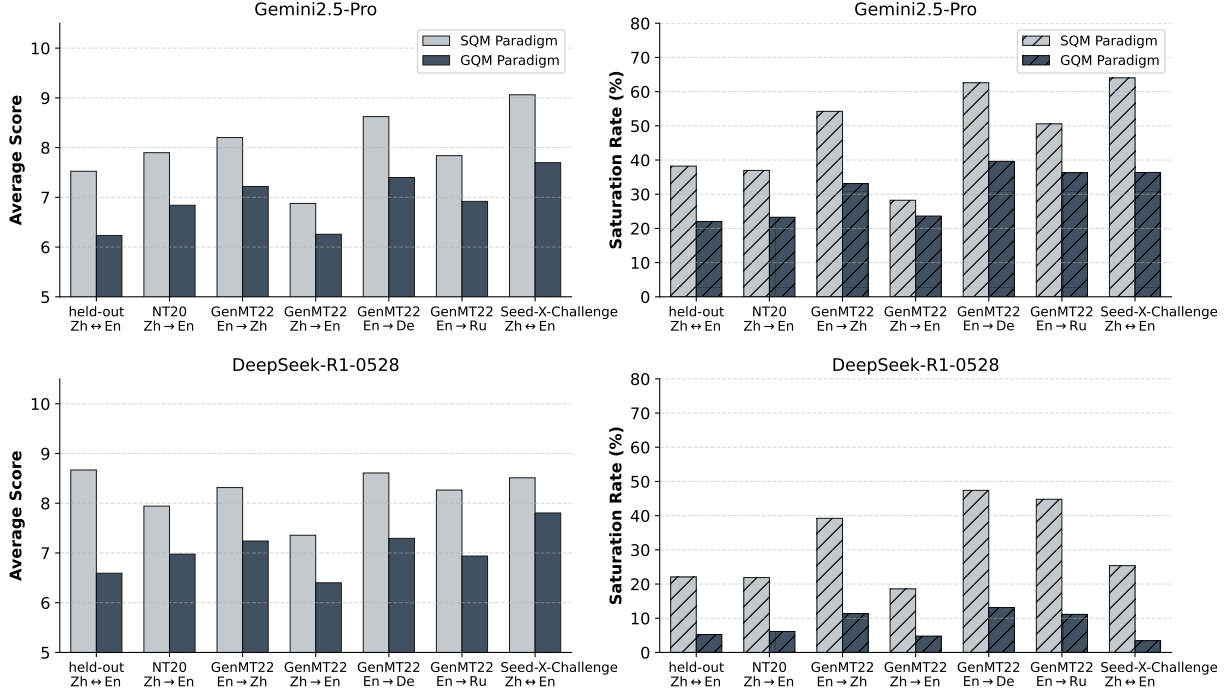 Gemini2.5-Pro
Average Score
10
9
8
7
6
5
SQM Paradigm
GQM Paradigm
held-out
Zh↔En
NT20
Zh→En
GenMT22
En→Zh
GenMT22
Zh→En
GenMT22
En→De
GenMT22
En→Ru
Seed-X-Challenge
Zh↔En
Gemini2.5-Pro
Saturation Rate (%)
80
70
60
50
40
30
20
10
0
SQM Paradigm
GQM Paradigm
held-out
Zh↔En
NT20
Zh→En
GenMT22
En→Zh
GenMT22
Zh→En
GenMT22
En→De
GenMT22
En→Ru
Seed-X-Challenge
Zh↔En
DeepSeek-R1-0528
Average Score
10
9
8
7
6
5
held-out
Zh↔En
NT20
Zh→En
GenMT22
En→Zh
GenMT22
Zh→En
GenMT22
En→De
GenMT22
En→Ru
Seed-X-Challenge
Zh↔En
DeepSeek-R1-0528
Saturation Rate (%)
80
70
60
50
40
30
20
10
0
held-out
Zh↔En
NT20
Zh→En
GenMT22
En→Zh
GenMT22
Zh→En
GenMT22
En→De
GenMT22
En→Ru
Seed-X-Challenge
Zh↔En